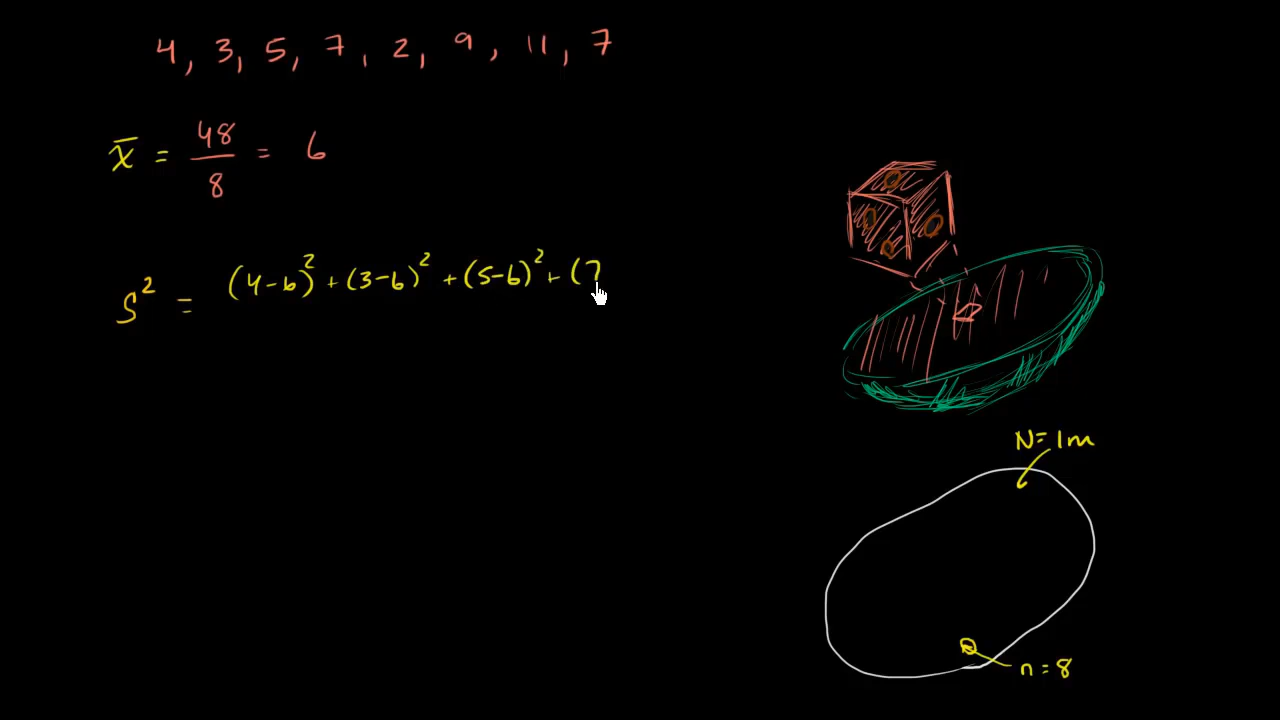 4, 3, 5, 7, 2, 9, 11, 7
x̄ = 48/8 = 6
S² = (4-6)² + (3-6)² + (5-6)² + (7
N=1m
n=8